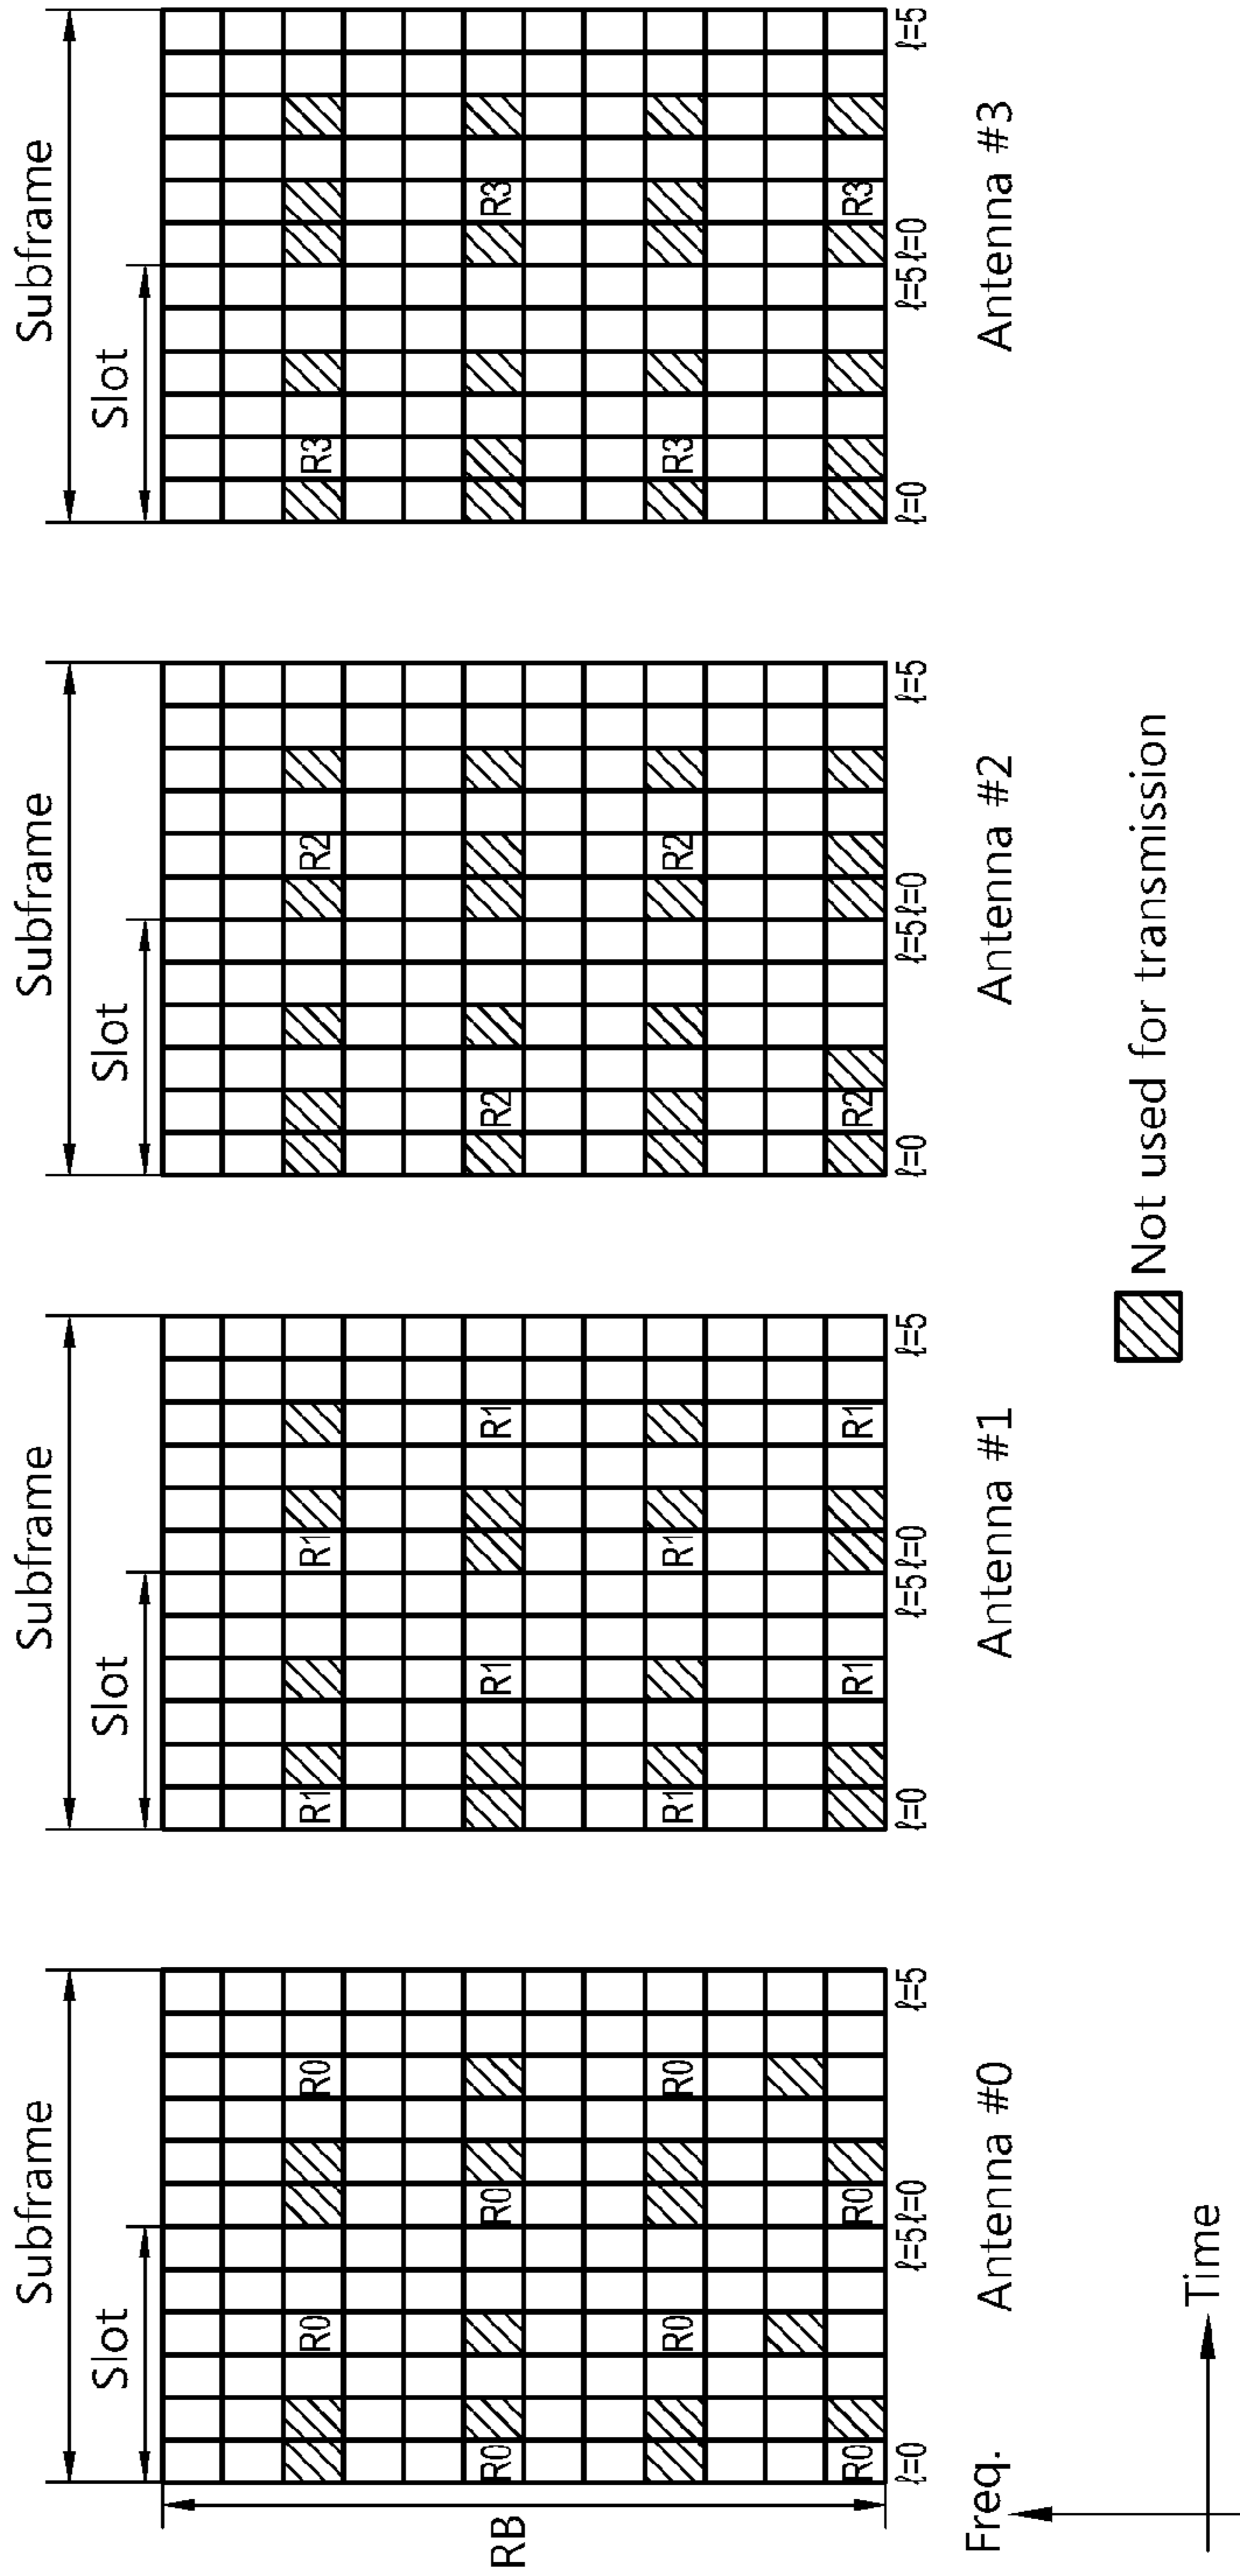 Subframe Subframe Subframe Subframe
Slot Slot Slot Slot
R0 R0 R1 R1 R2 R3
RB R0 R0 R1 R1 R2 R3
R0 R0 R1 R1 R2 R3
R0 R0 R1 R1 R2 R3
ℓ=0 ℓ=5 ℓ=0 ℓ=5 ℓ=0 ℓ=5 ℓ=0 ℓ=5 ℓ=0 ℓ=5 ℓ=0 ℓ=5 ℓ=0 ℓ=5 ℓ=0 ℓ=5
Freq. Antenna #0 Antenna #1 Antenna #2 Antenna #3
Not used for transmission
Time